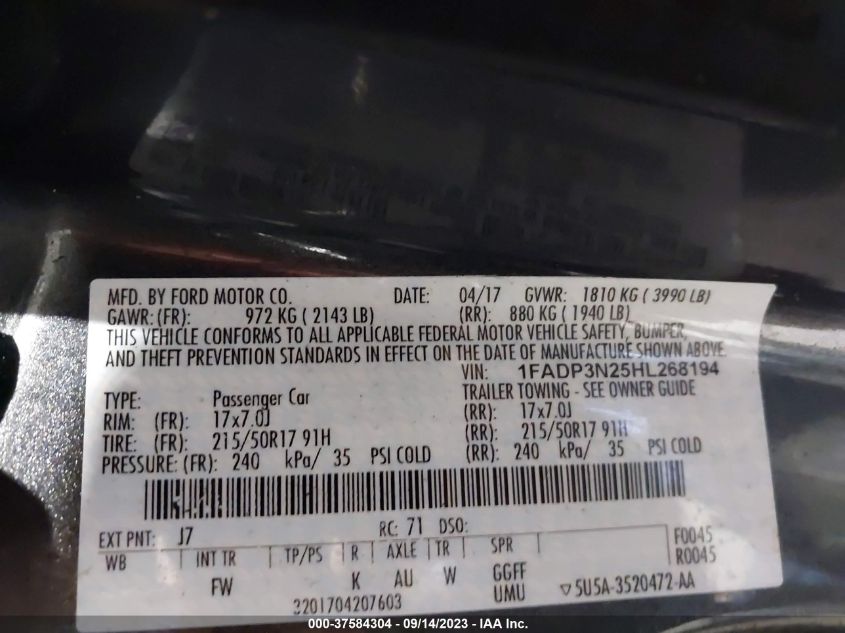 MFD. BY FORD MOTOR CO. DATE: 04/17 GVWR: 1810 KG ( 3990 LB)
GAWR: (FR): 972 KG ( 2143 LB) (RR): 880 KG ( 1940 LB)
THIS VEHICLE CONFORMS TO ALL APPLICABLE FEDERAL MOTOR VEHICLE SAFETY, BUMPER,
AND THEFT PREVENTION STANDARDS IN EFFECT ON THE DATE OF MANUFACTURE SHOWN ABOVE.
VIN: 1FADP3N25HL268194
TYPE: Passenger Car TRAILER TOWING - SEE OWNER GUIDE
RIM: (FR): 17x7.0J (RR): 17x7.0J
TIRE: (FR): 215/50R17 91H (RR): 215/50R17 91H
PRESSURE: (FR): 240 kPa/ 35 PSI COLD (RR): 240 kPa/ 35 PSI COLD
EXT PNT: J7 RC: 71 DSO: F0045
WB INT TR TP/PS R AXLE TR SPR R0045
FW K AU W GGFF
UMU ▽5U5A-3520472-AA
3201704207603
000-37584304 - 09/14/2023 - IAAI.com